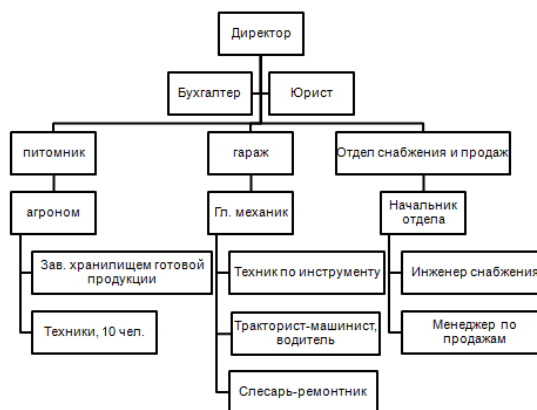 Директор
Бухгалтер
Юрист
питомник
гараж
Отдел снабжения и продаж
агроном
Гл. механик
Начальник
отдела
Зав. хранилищем готовой
продукции
Техник по инструменту
Инженер снабжения
Техники, 10 чел.
Тракторист-машинист,
водитель
Менеджер по
продажам
Слесарь-ремонтник